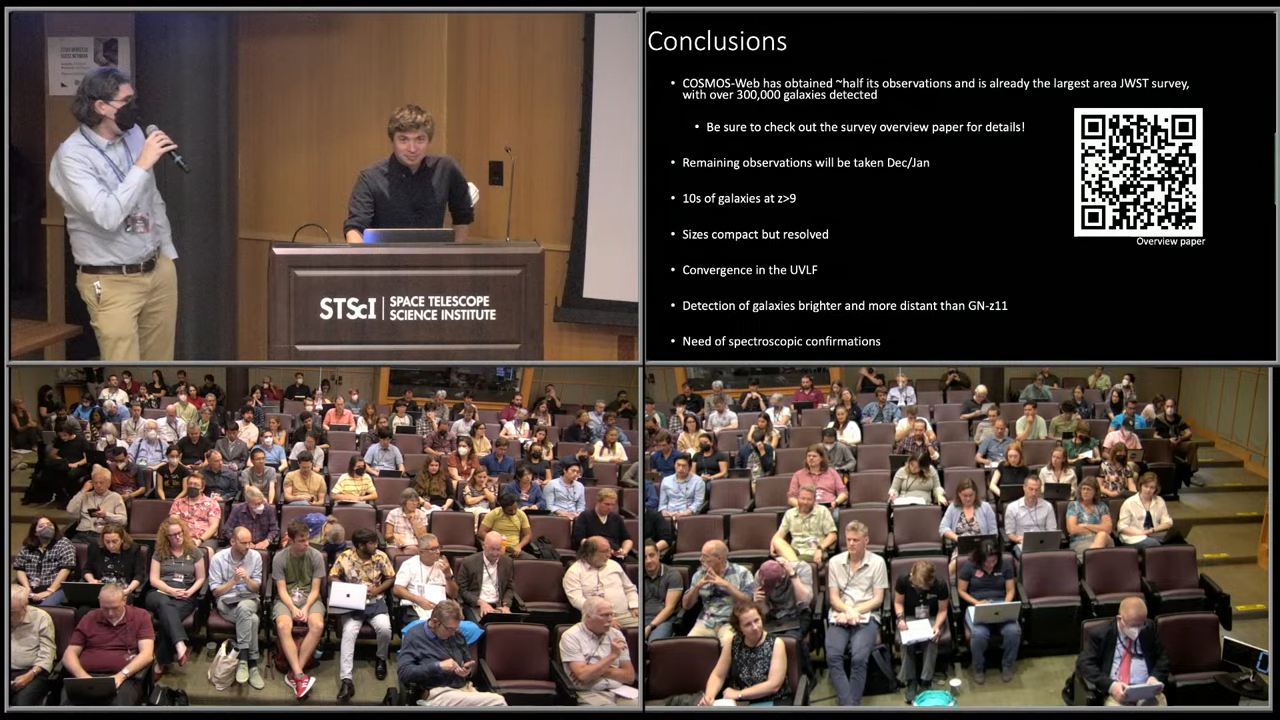 Conclusions
• COSMOS-Web has obtained ~half its observations and is already the largest area JWST survey,
with over 300,000 galaxies detected
• Be sure to check out the survey overview paper for details!
• Remaining observations will be taken Dec/Jan
• 10s of galaxies at z>9
• Sizes compact but resolved
Overview paper
• Convergence in the UVLF
• Detection of galaxies brighter and more distant than GN-z11
• Need of spectroscopic confirmations
STScI | SPACE TELESCOPE
SCIENCE INSTITUTE